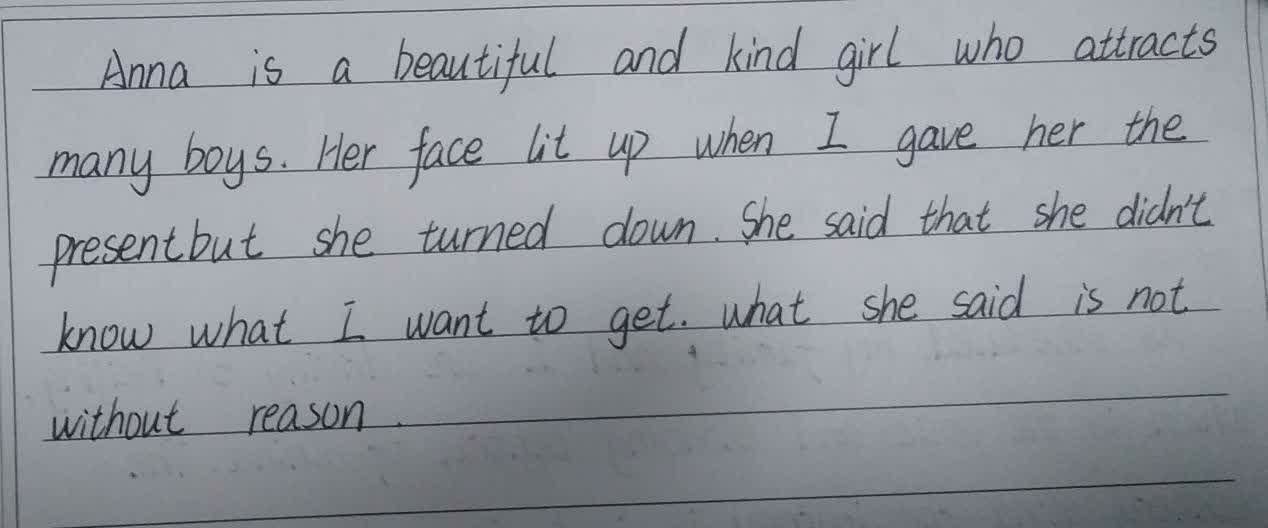 Anna is a beautiful and kind girl who attracts
many boys. Her face lit up when I gave her the
present but she turned down. She said that she didn't
know what I want to get. what she said is not
without reason.